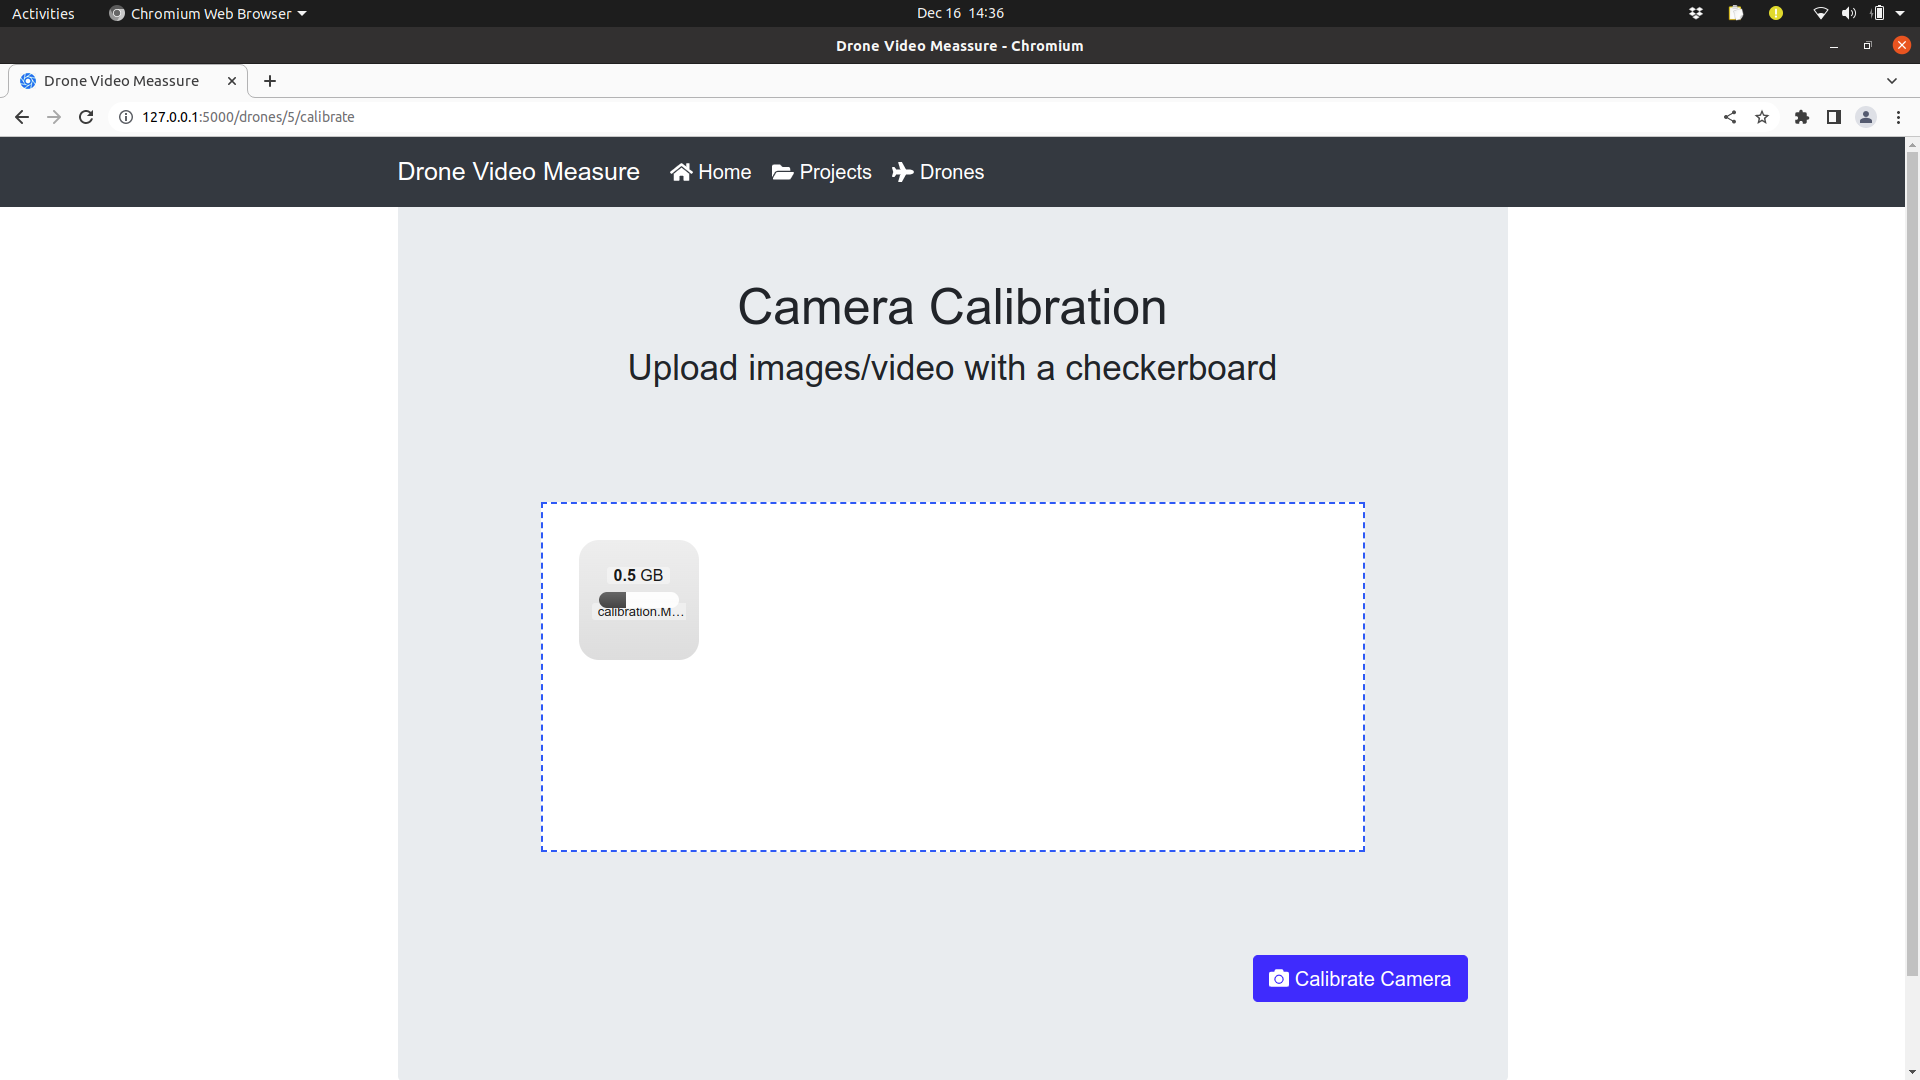 Activities
Chromium Web Browser
Dec 16 14:36
Drone Video Meassure - Chromium
Drone Video Meassure
127.0.0.1:5000/drones/5/calibrate
Drone Video Measure
Home
Projects
Drones
Camera Calibration
Upload images/video with a checkerboard
0.5 GB
calibration.M...
Calibrate Camera